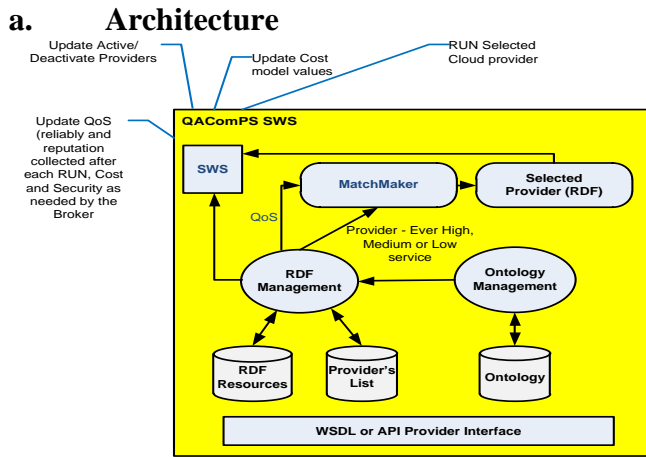 a. Architecture
Update Active/
Deactivate Providers
Update Cost
model values
RUN Selected
Cloud provider
Update QoS
(reliably and
reputation
collected after
each RUN, Cost
and Security as
needed by the
Broker
QAComPS SWS
SWS
MatchMaker
Selected
Provider (RDF)
QoS
Provider - Ever High,
Medium or Low
service
RDF
Management
Ontology
Management
RDF
Resources
Provider's
List
Ontology
WSDL or API Provider Interface